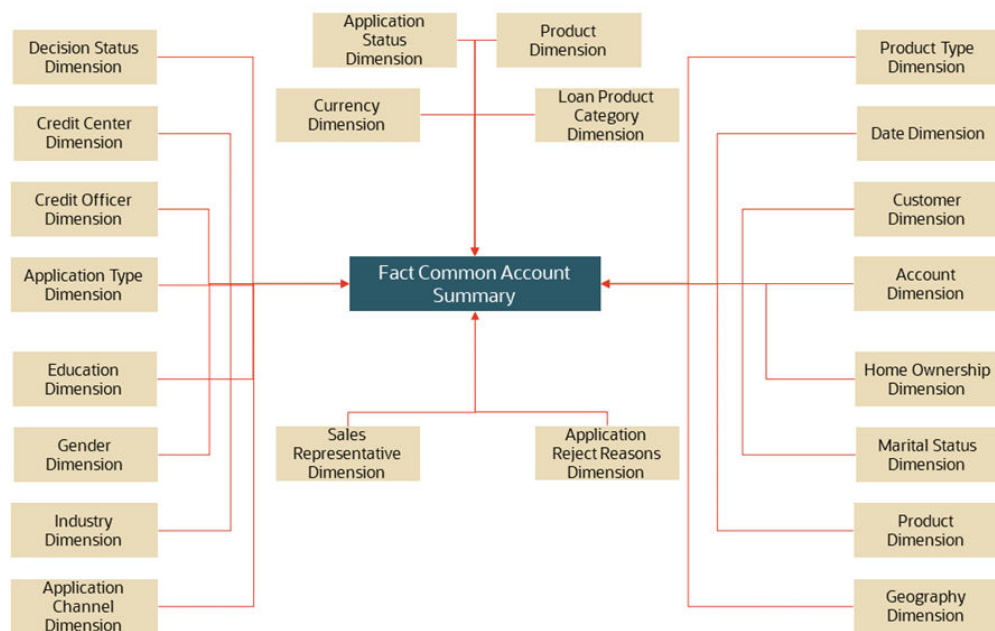 Application
Status
Dimension
Product
Dimension
Decision Status
Dimension
Product Type
Dimension
Currency
Dimension
Loan Product
Category
Dimension
Credit Center
Dimension
Date Dimension
Credit Officer
Dimension
Customer
Dimension
Application Type
Dimension
Fact Common Account
Summary
Account
Dimension
Education
Dimension
Home Ownership
Dimension
Gender
Dimension
Sales
Representative
Dimension
Application
Reject Reasons
Dimension
Marital Status
Dimension
Industry
Dimension
Product
Dimension
Application
Channel
Dimension
Geography
Dimension